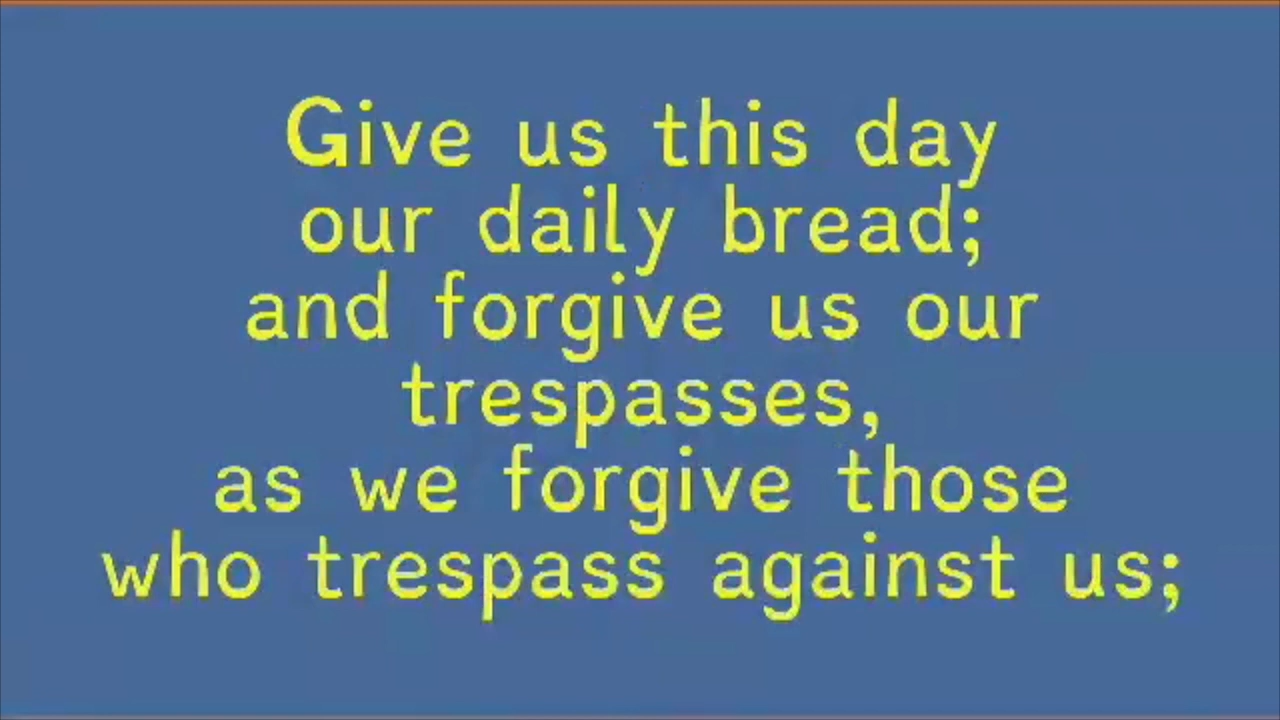 Give us this day
our daily bread;
and forgive us our
trespasses,
as we forgive those
who trespass against us;